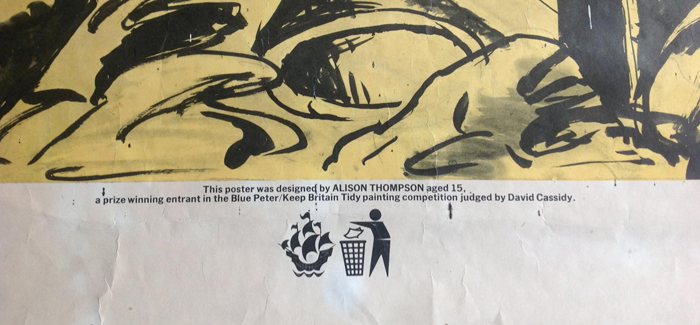 This poster was designed by ALISON THOMPSON aged 15,
a prize winning entrant in the Blue Peter/Keep Britain Tidy painting competition judged by David Cassidy.